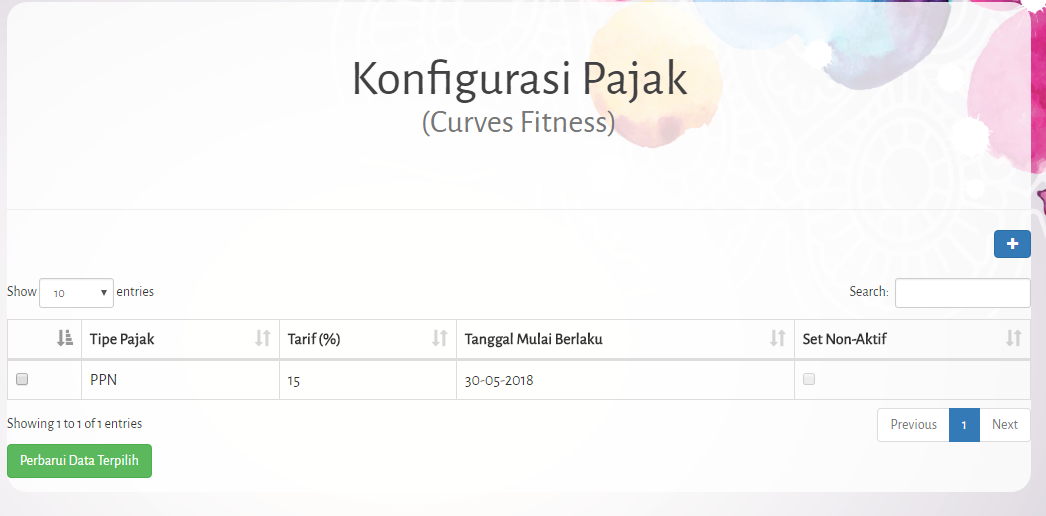 Konfigurasi Pajak
(Curves Fitness)
+
Show 10 entries Search:
Tipe Pajak Tarif (%) Tanggal Mulai Berlaku Set Non-Aktif
PPN 15 30-05-2018
Showing 1 to 1 of 1 entries Previous 1 Next
Perbarui Data Terpilih